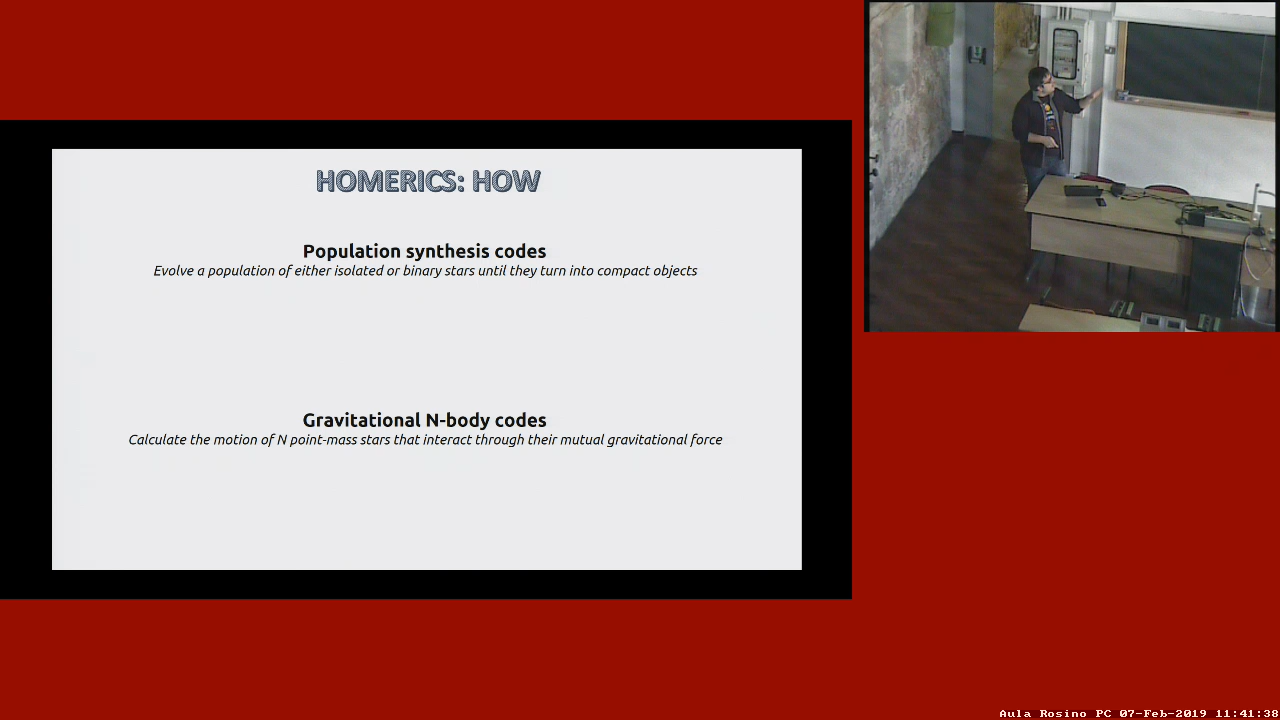 HOMERICS: HOW
Population synthesis codes
Evolve a population of either isolated or binary stars until they turn into compact objects
Gravitational N-body codes
Calculate the motion of N point-mass stars that interact through their mutual gravitational force
Aula Rosino PC 07-Feb-2019 11:41:38